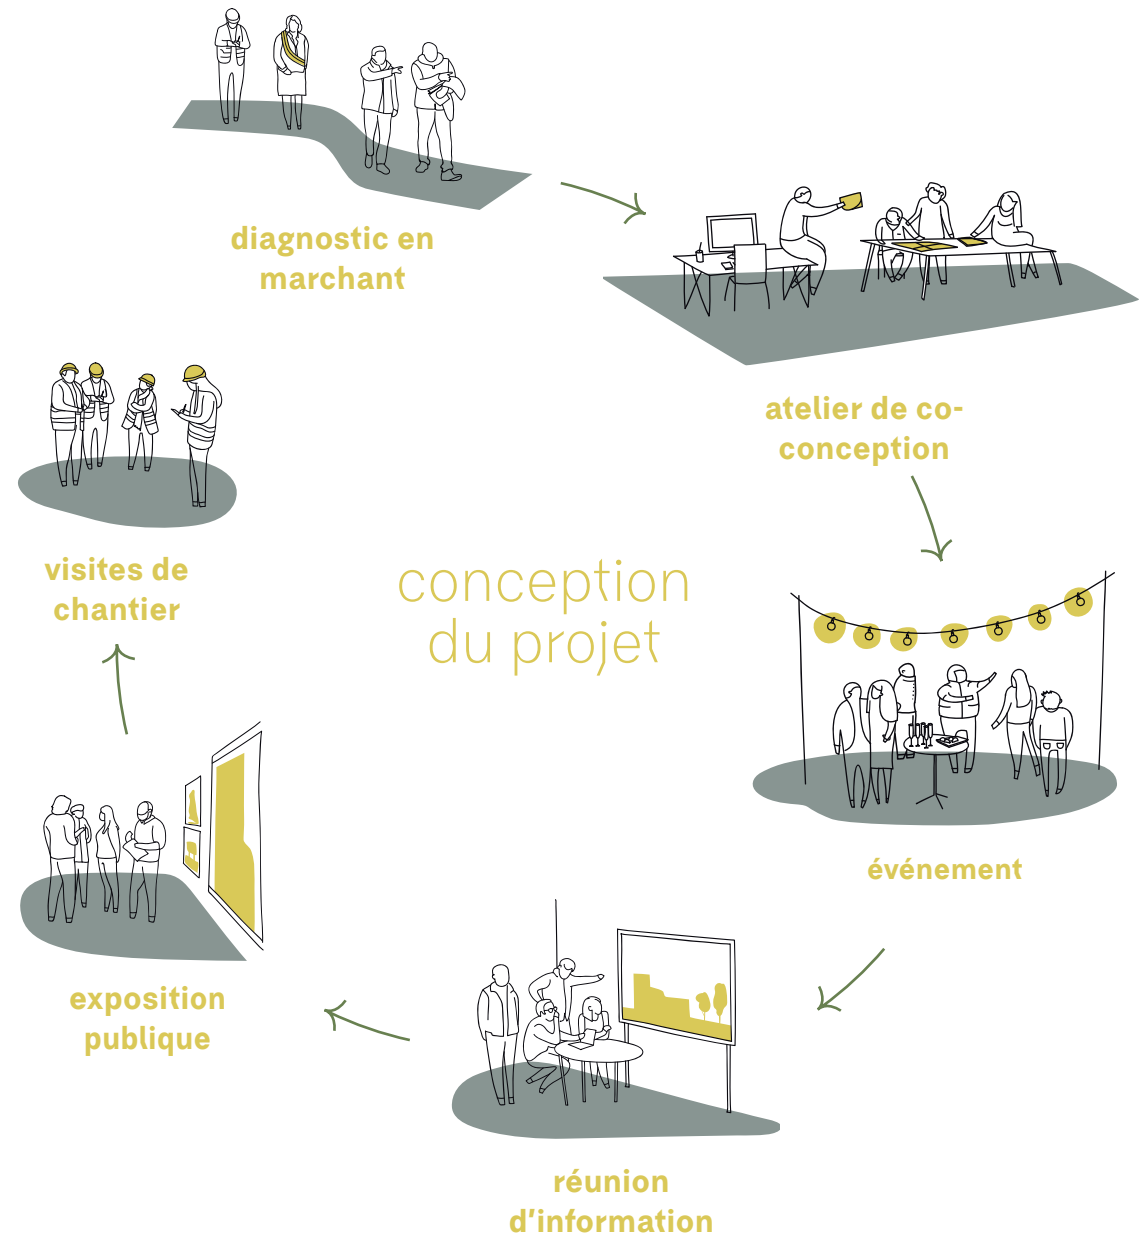 diagnostic en
marchant
atelier de co-
conception
visites de
chantier
conception
du projet
événement
exposition
publique
réunion
d'information